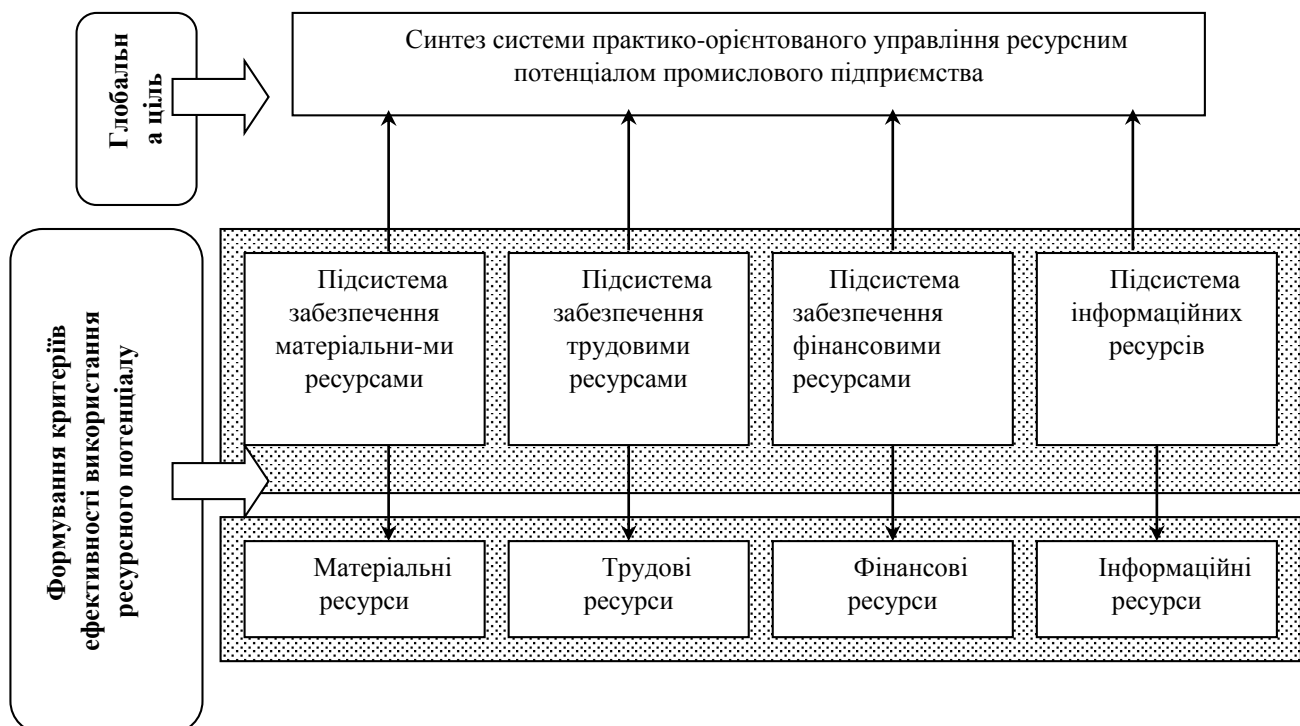 Глобальн
а ціль
Синтез системи практико-орієнтованого управління ресурсним
потенціалом промислового підприємства
Формування критеріїв
ефективності використання
ресурсного потенціалу
Підсистема
забезпечення
матеріальни-ми
ресурсами
Підсистема
забезпечення
трудовими
ресурсами
Підсистема
забезпечення
фінансовими
ресурсами
Підсистема
інформаційних
ресурсів
Матеріальні
ресурси
Трудові
ресурси
Фінансові
ресурси
Інформаційні
ресурси